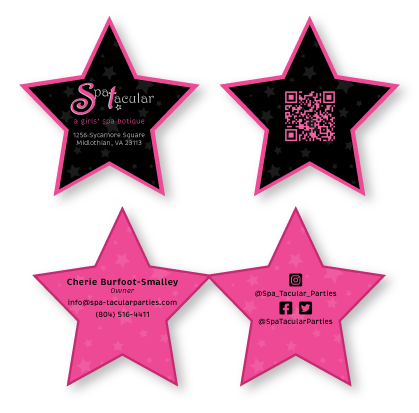 Spa-tacular
a girls' spa-botique
1256 Sycamore Square
Midlothian, VA 23113
Cherie Burfoot-Smalley
Owner
info@spa-tacularparties.com
(804) 516-4411
@Spa_Tacular_Parties
@SpaTacularParties